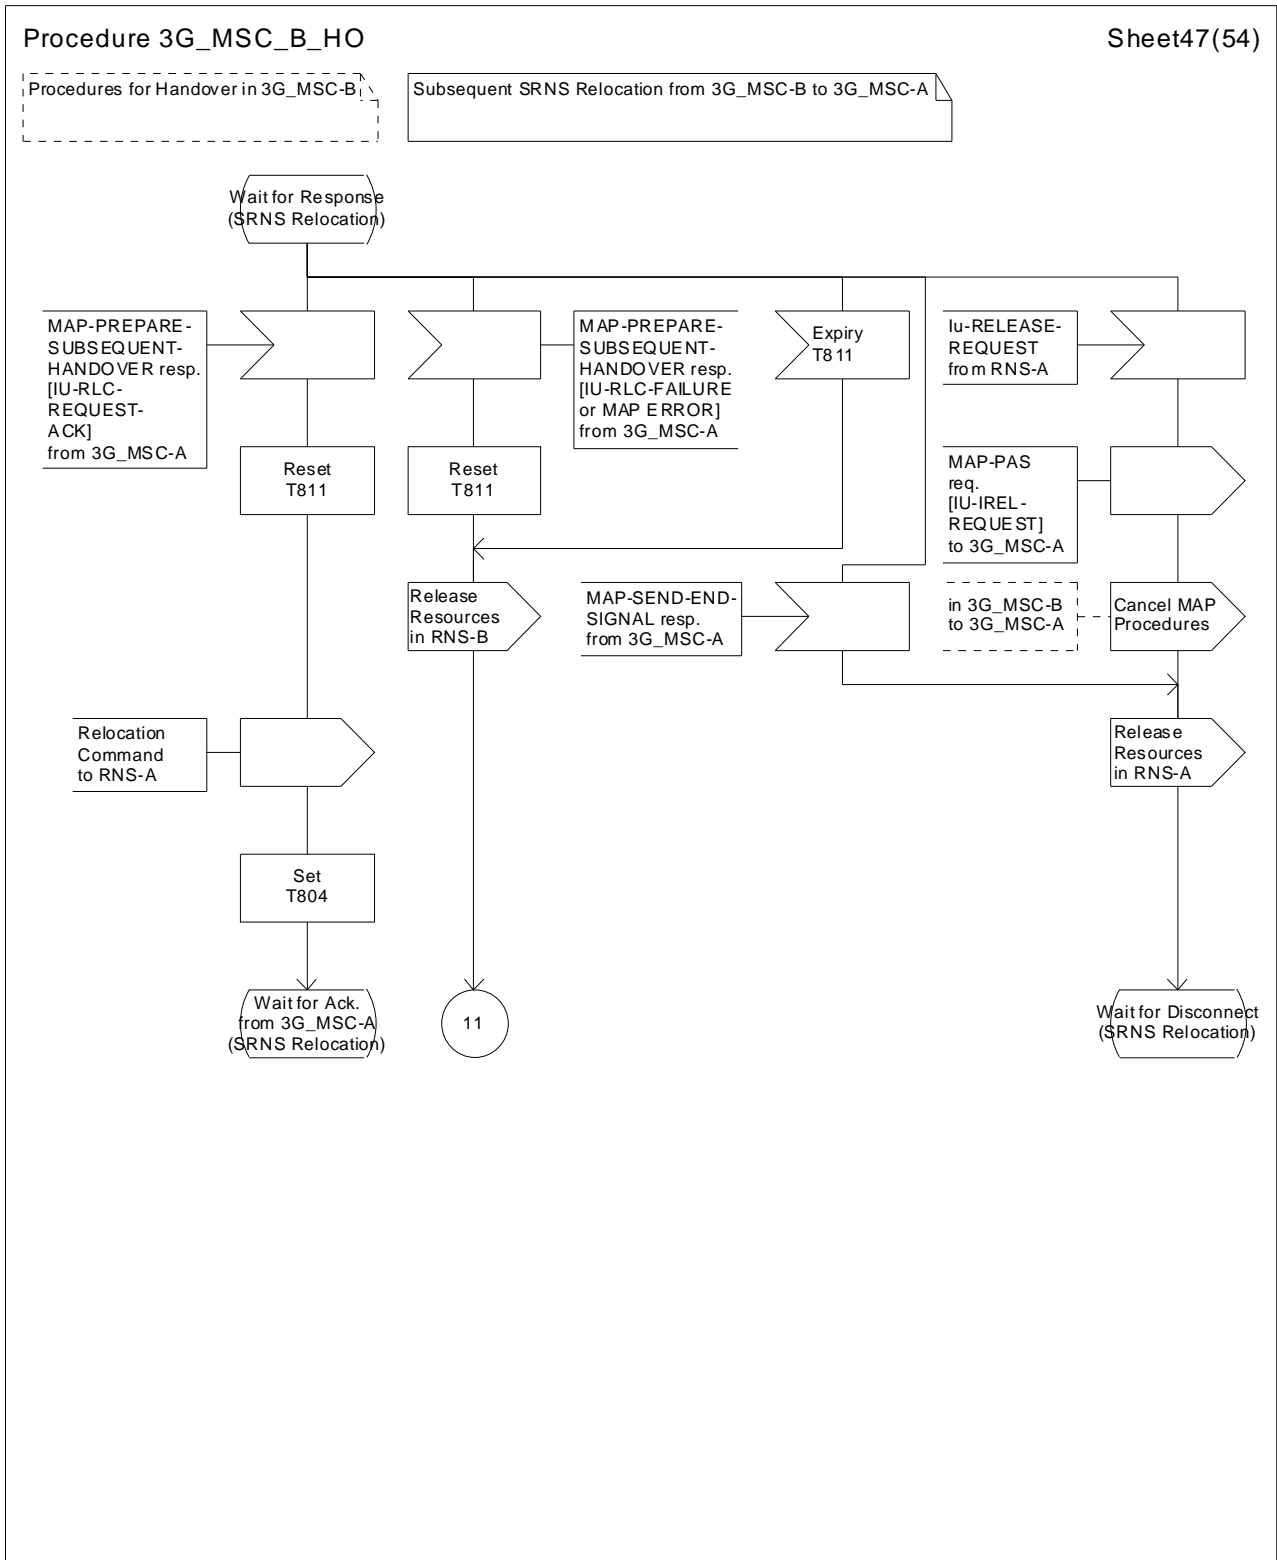 Procedure 3G_MSC_B_HO
Sheet47(54)
Procedures for Handover in 3G_MSC-B
Subsequent SRNS Relocation from 3G_MSC-B to 3G_MSC-A
Wait for Response
(SRNS Relocation)
MAP-PREPARE-
SUBSEQUENT-
HANDOVER resp.
[IU-RLC-
REQUEST-
ACK]
from 3G_MSC-A
MAP-PREPARE-
SUBSEQUENT-
HANDOVER resp.
[IU-RLC-FAILURE
or MAP ERROR]
from 3G_MSC-A
Expiry
T811
Iu-RELEASE-
REQUEST
from RNS-A
Reset
T811
Reset
T811
MAP-PAS
req.
[IU-IREL-
REQUEST]
to 3G_MSC-A
Release
Resources
in RNS-B
MAP-SEND-END-
SIGNAL resp.
from 3G_MSC-A
in 3G_MSC-B
to 3G_MSC-A
Cancel MAP
Procedures
Relocation
Command
to RNS-A
Release
Resources
in RNS-A
Set
T804
Wait for Ack.
from 3G_MSC-A
(SRNS Relocation)
11
Wait for Disconnect
(SRNS Relocation)